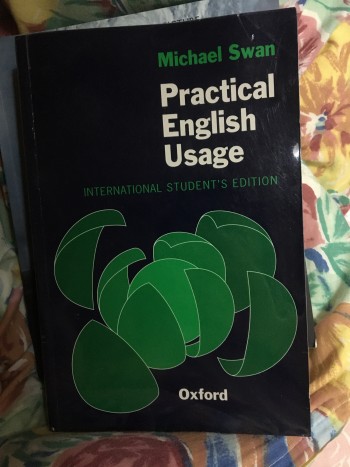 Michael Swan
Practical
English
Usage
INTERNATIONAL STUDENT'S EDITION
Oxford